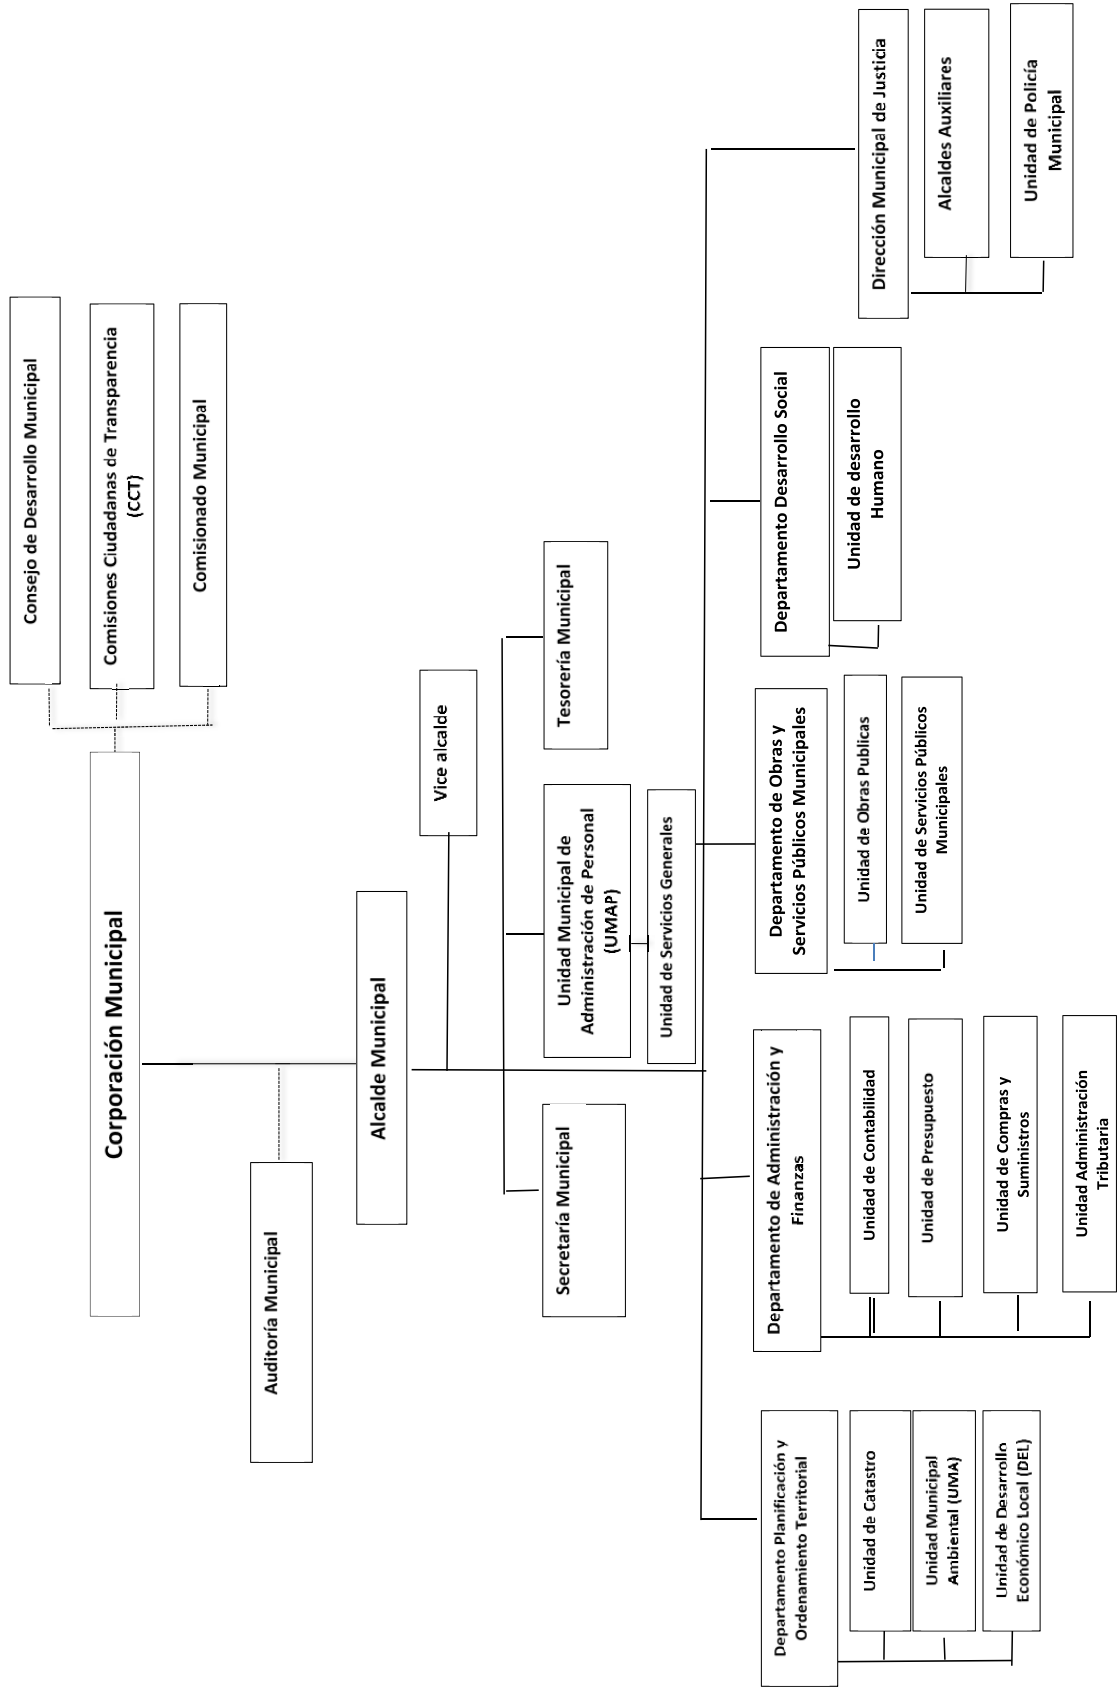 Corporación Municipal
Consejo de Desarrollo Municipal
Comisiones Ciudadanas de Transparencia
(CCT)
Comisionado Municipal
Auditoría Municipal
Alcalde Municipal
Vice alcalde
Secretaría Municipal
Unidad Municipal de
Administración de Personal
(UMAP)
Tesorería Municipal
Unidad de Servicios Generales
Departamento Planificación y
Ordenamiento Territorial
Unidad de Catastro
Unidad Municipal
Ambiental (UMA)
Unidad de Desarrollo
Económico Local (DEL)
Departamento de Administración y
Finanzas
Unidad de Contabilidad
Unidad de Presupuesto
Unidad de Compras y
Suministros
Unidad Administración
Tributaria
Departamento de Obras y
Servicios Públicos Municipales
Unidad de Obras Publicas
Unidad de Servicios Públicos
Municipales
Departamento Desarrollo Social
Unidad de desarrollo
Humano
Dirección Municipal de Justicia
Alcaldes Auxiliares
Unidad de Policía
Municipal